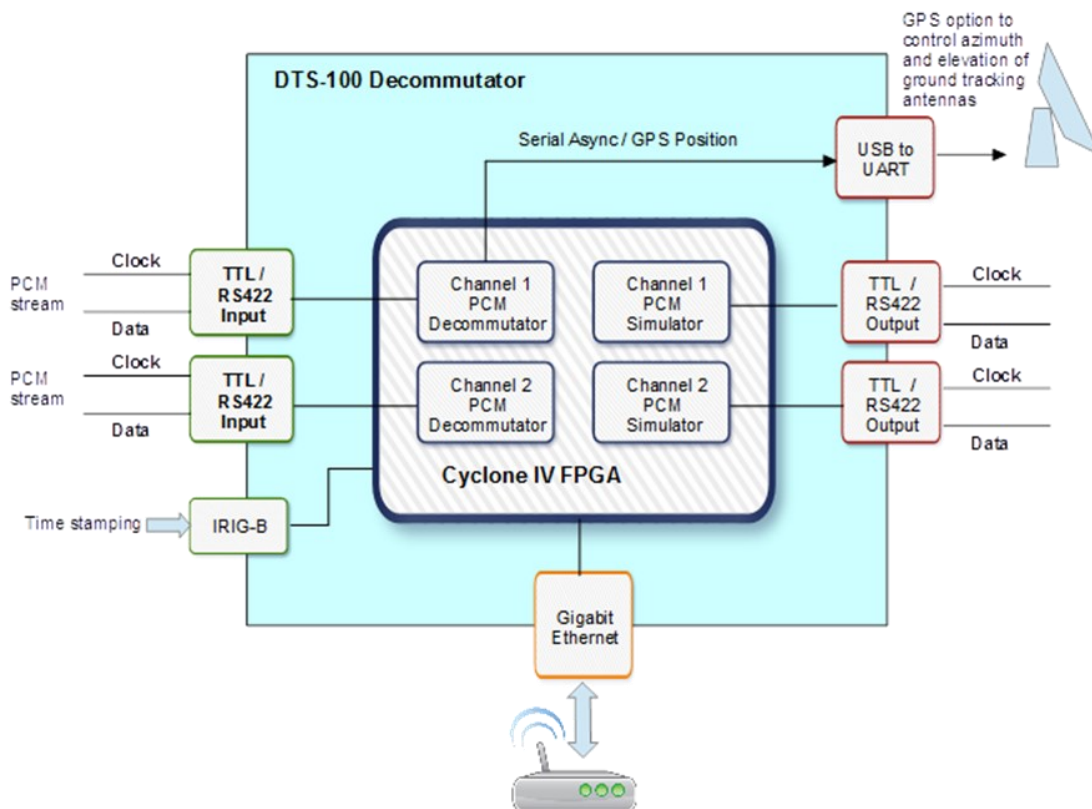 GPS option to
control azimuth
and elevation of
ground tracking
antennas
DTS-100 Decommutator
Serial Async / GPS Position
USB to
UART
PCM
stream
Clock
Data
TTL /
RS422
Input
Channel 1
PCM
Decommutator
Channel 1
PCM
Simulator
TTL /
RS422
Output
Clock
Data
PCM
stream
Clock
Data
TTL /
RS422
Input
Channel 2
PCM
Decommutator
Channel 2
PCM
Simulator
TTL /
RS422
Output
Clock
Data
Cyclone IV FPGA
Time stamping
IRIG-B
Gigabit
Ethernet